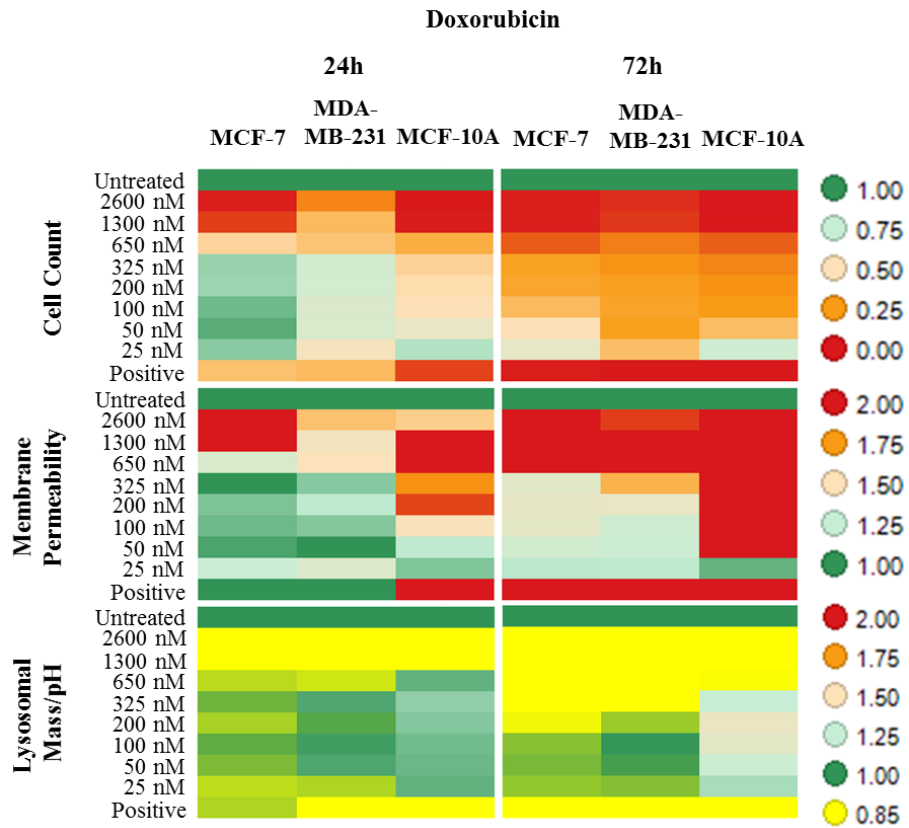 Doxorubicin
24h 72h
MCF-7 MDA- MCF-10A MCF-7 MDA- MCF-10A
MB-231 MB-231
Cell Count
Untreated
2600 nM
1300 nM
650 nM
325 nM
200 nM
100 nM
50 nM
25 nM
Positive
1.00
0.75
0.50
0.25
0.00
Membrane
Permeability
Untreated
2600 nM
1300 nM
650 nM
325 nM
200 nM
100 nM
50 nM
25 nM
Positive
2.00
1.75
1.50
1.25
1.00
Lysosomal
Mass/pH
Untreated
2600 nM
1300 nM
650 nM
325 nM
200 nM
100 nM
50 nM
25 nM
Positive
2.00
1.75
1.50
1.25
1.00
0.85